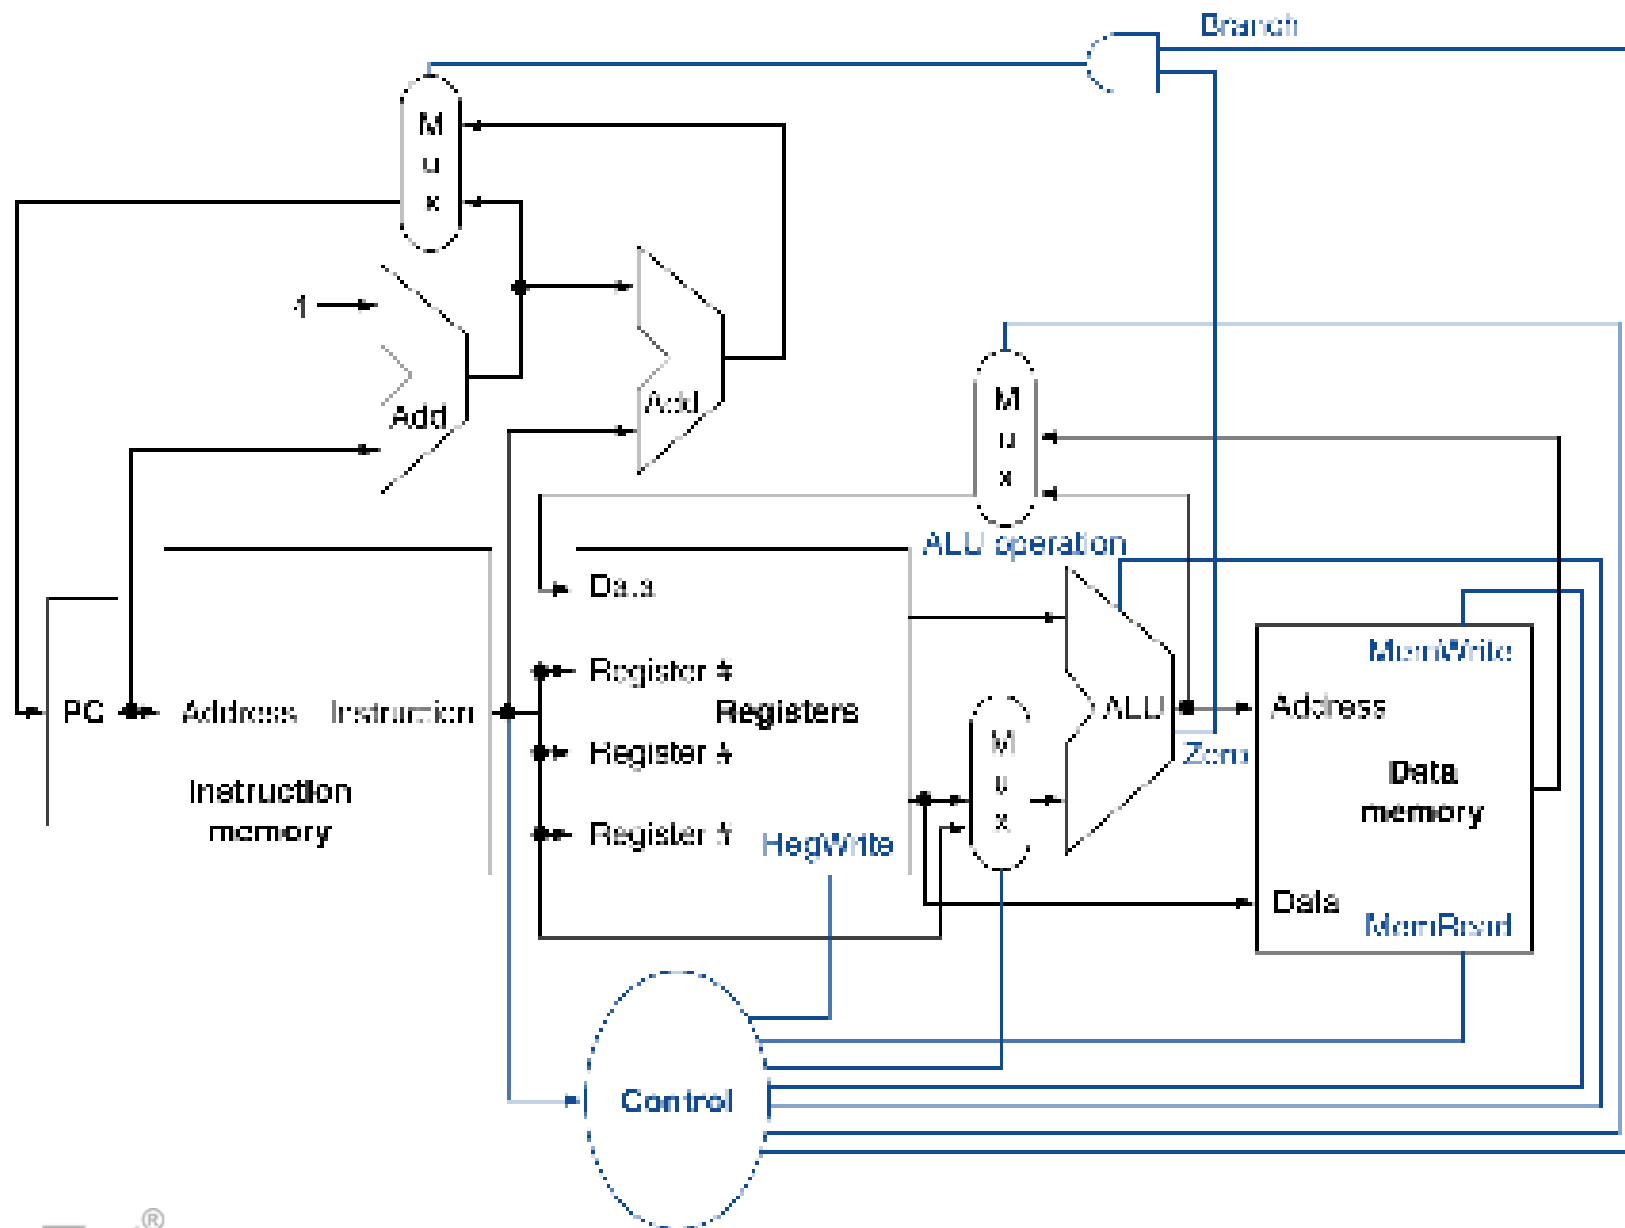 Branch
M
u
x
4
Add
Add
M
u
x
ALU operation
Data
Register #
Registers
Register #
Register #
RegWrite
PC
Address
Instruction
Instruction
memory
M
u
x
ALU
Zero
MemWrite
Address
Data
memory
Data
MemRead
Control
®